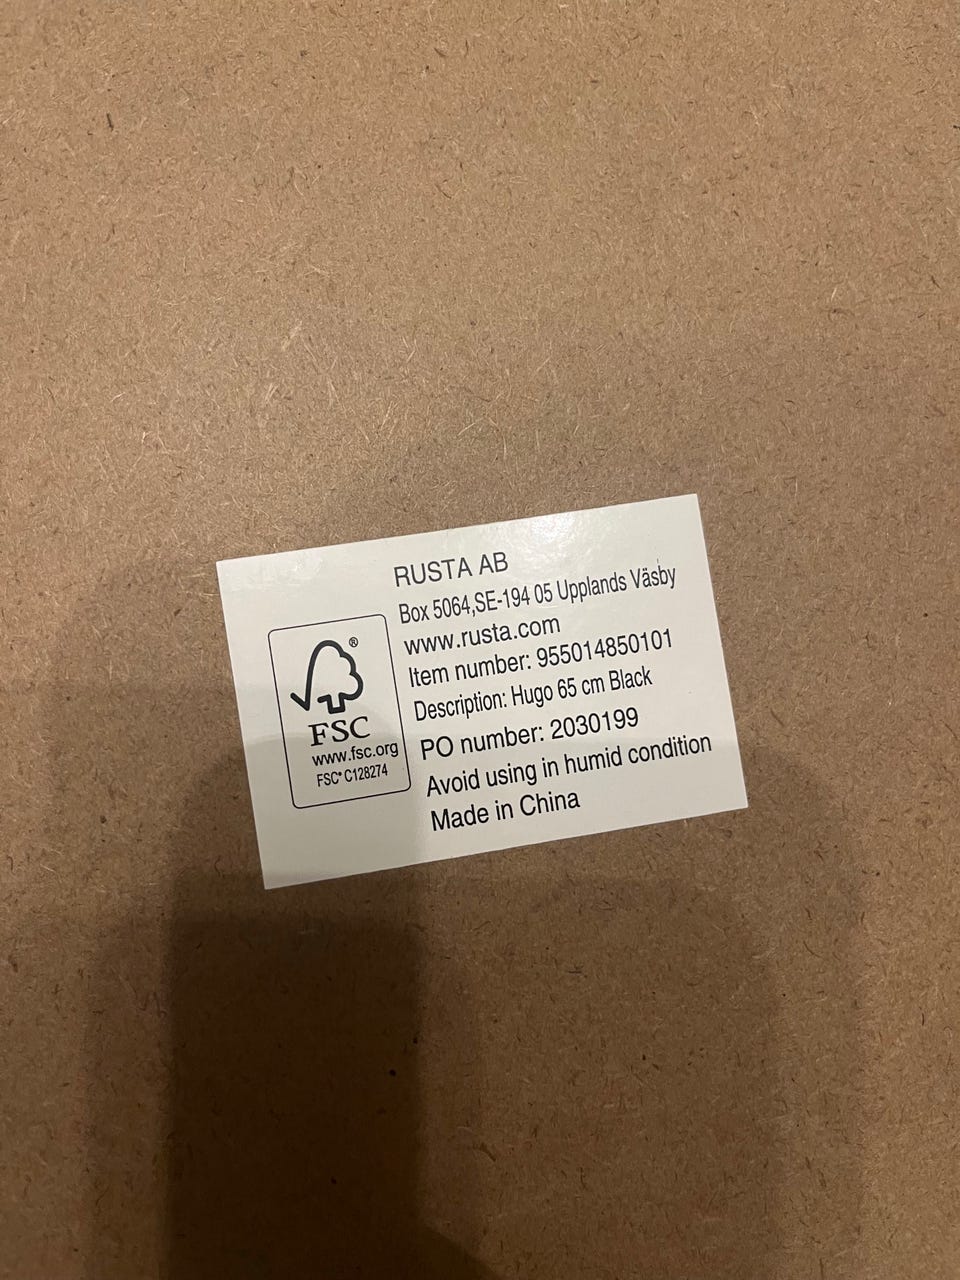 RUSTA AB
Box 5064,SE-194 05 Upplands Väsby
www.rusta.com
Item number: 955014850101
Description: Hugo 65 cm Black
PO number: 2030199
Avoid using in humid condition
Made in China
®
FSC
www.fsc.org
FSC® C128274